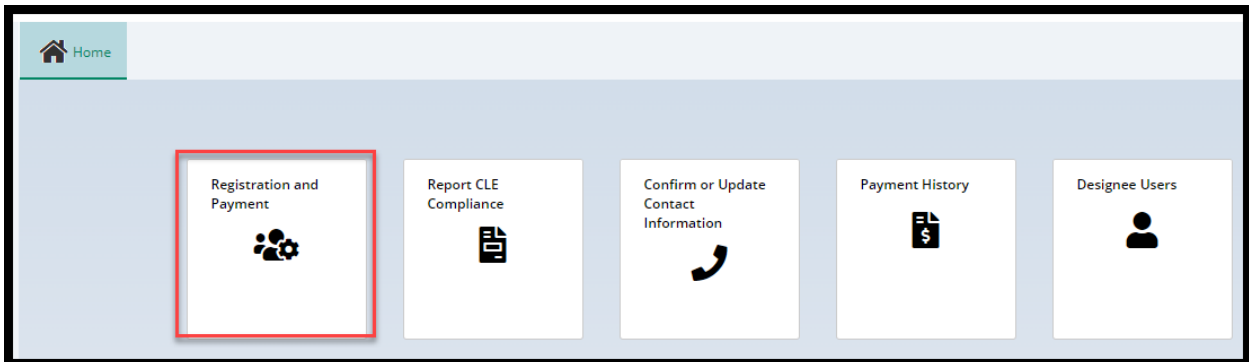 Home
Registration and
Payment
Report CLE
Compliance
Confirm or Update
Contact
Information
Payment History
Designee Users